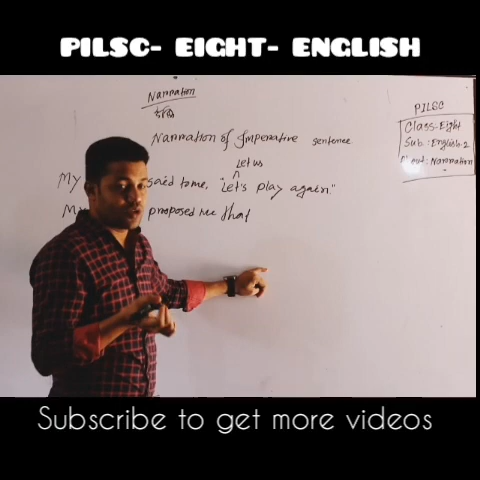 PILSC- EIGHT- ENGLISH
Narration
Narration of Imperative sentence
Let us
My said to me, "Let's play again."
proposed me that
PILSC
Class-Eight
Sub: English-2
Narration
Subscribe to get more videos